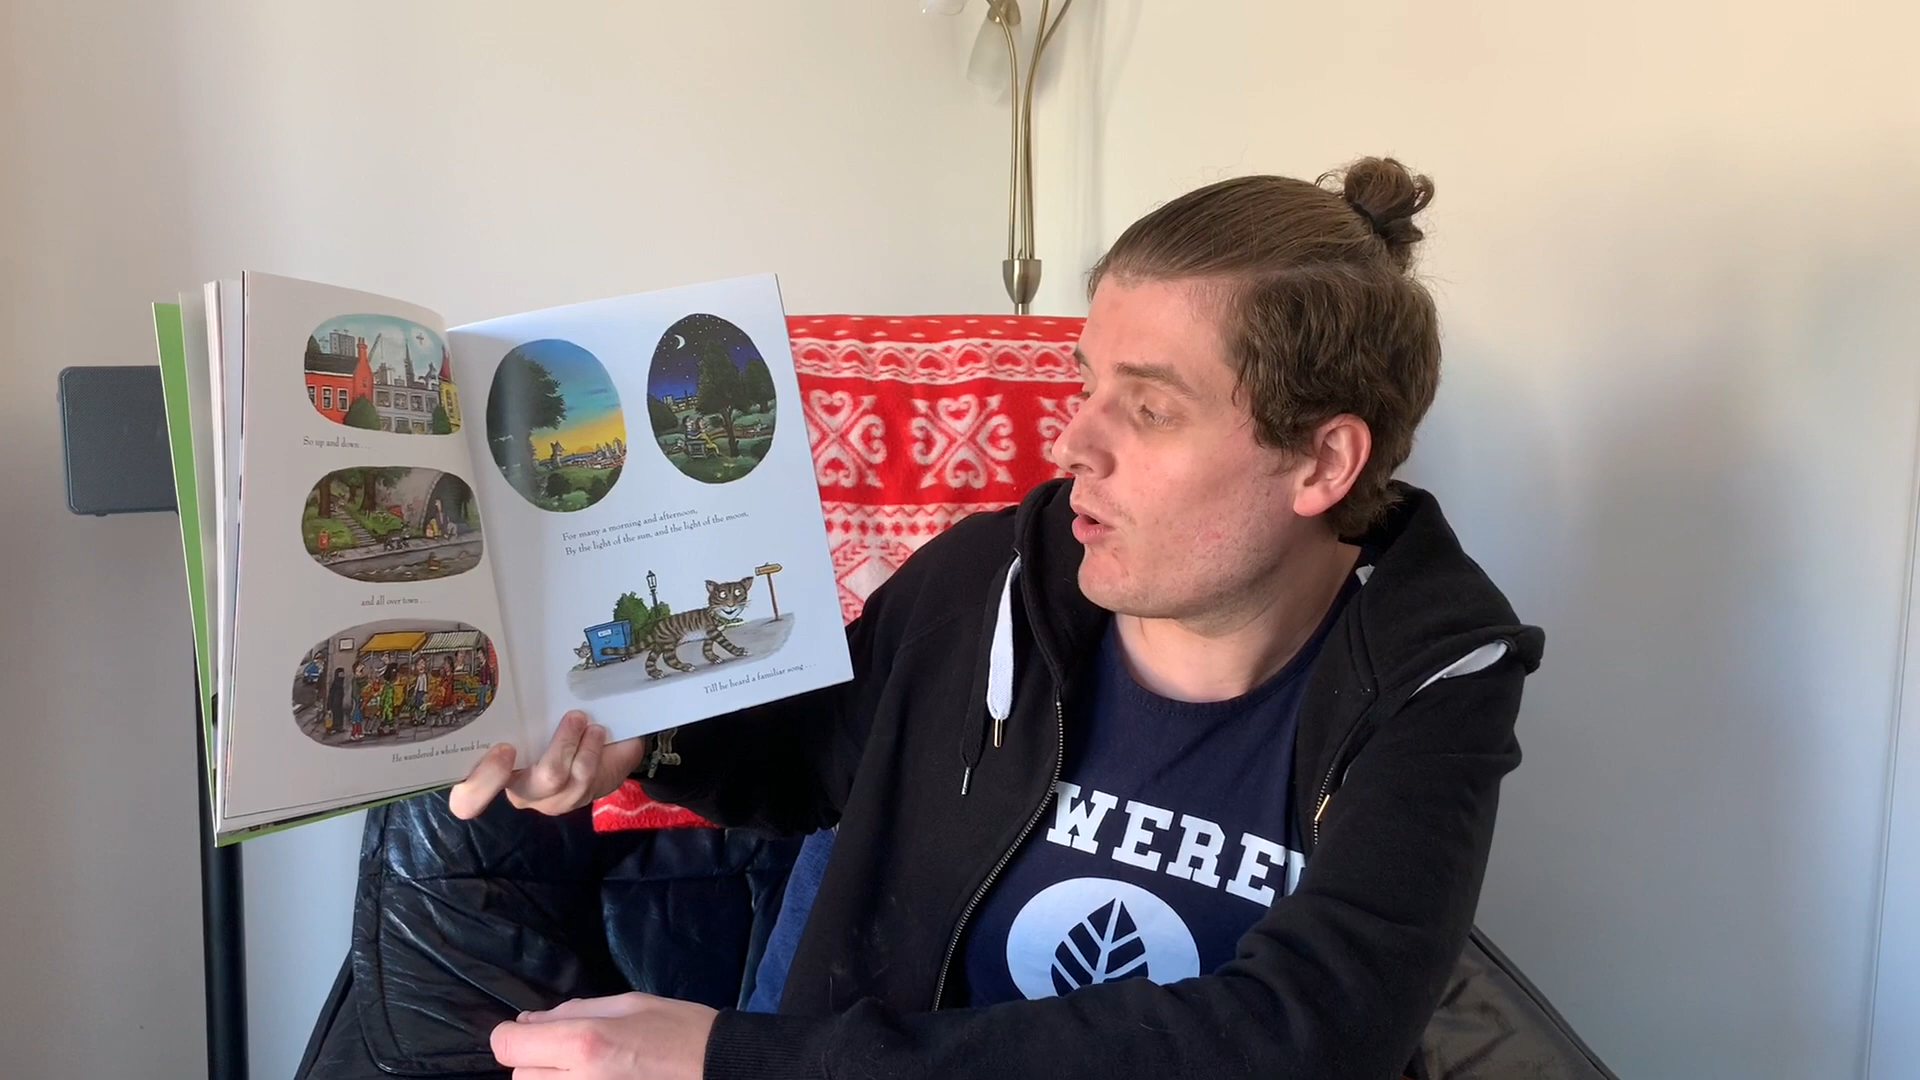 So up and down . . .
and all over town . . .
He wandered a whole week long,
For many a morning and afternoon,
By the light of the sun, and the light of the moon,
Till he heard a familiar song . . .
WERE